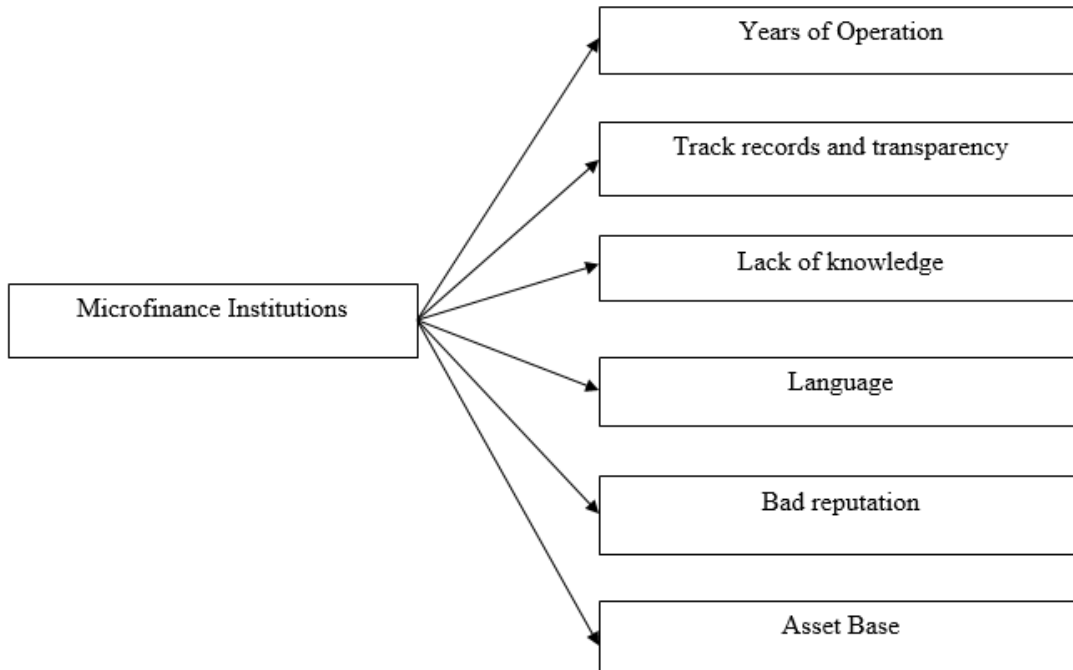 Years of Operation
Track records and transparency
Lack of knowledge
Microfinance Institutions
Language
Bad reputation
Asset Base